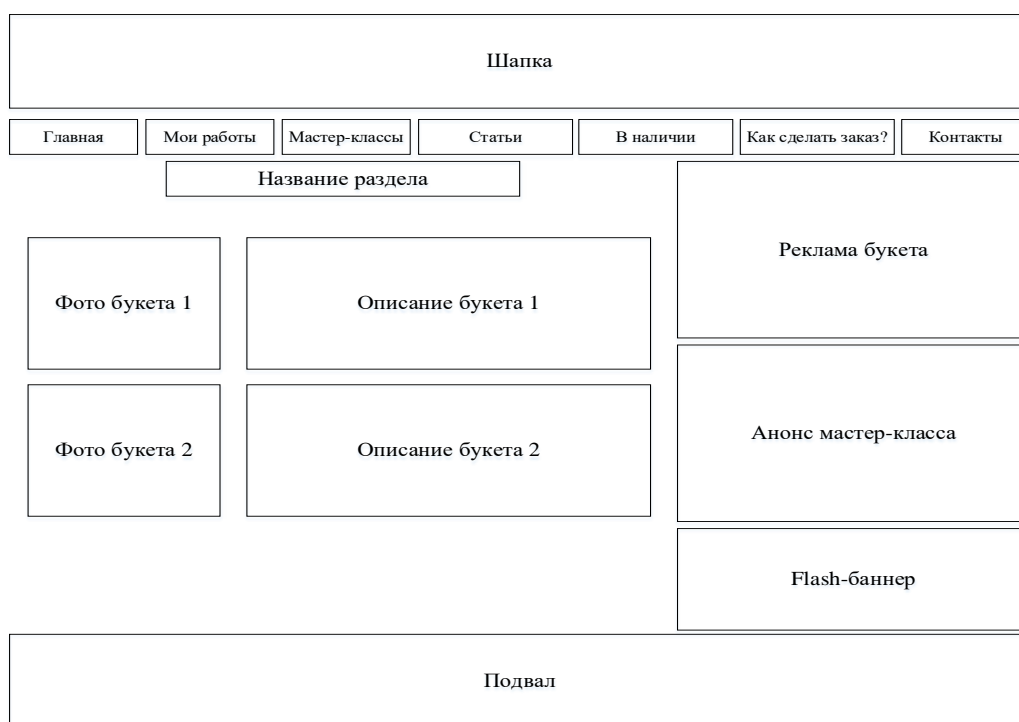 Шапка
Главная
Мои работы
Мастер-классы
Статьи
В наличии
Как сделать заказ?
Контакты
Название раздела
Реклама букета
Фото букета 1
Описание букета 1
Фото букета 2
Описание букета 2
Анонс мастер-класса
Flash-баннер
Подвал